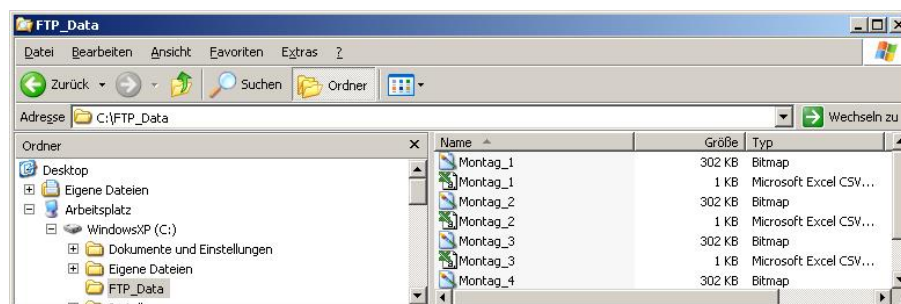 FTP_Data
Datei Bearbeiten Ansicht Favoriten Extras ?
Zurück Suchen Ordner
Adresse C:\FTP_Data Wechseln zu
Ordner
Desktop
Eigene Dateien
Arbeitsplatz
WindowsXP (C:)
Dokumente und Einstellungen
Eigene Dateien
FTP_Data
Name Größe Typ
Montag_1 302 KB Bitmap
Montag_1 1 KB Microsoft Excel CSV...
Montag_2 302 KB Bitmap
Montag_2 1 KB Microsoft Excel CSV...
Montag_3 302 KB Bitmap
Montag_3 1 KB Microsoft Excel CSV...
Montag_4 302 KB Bitmap